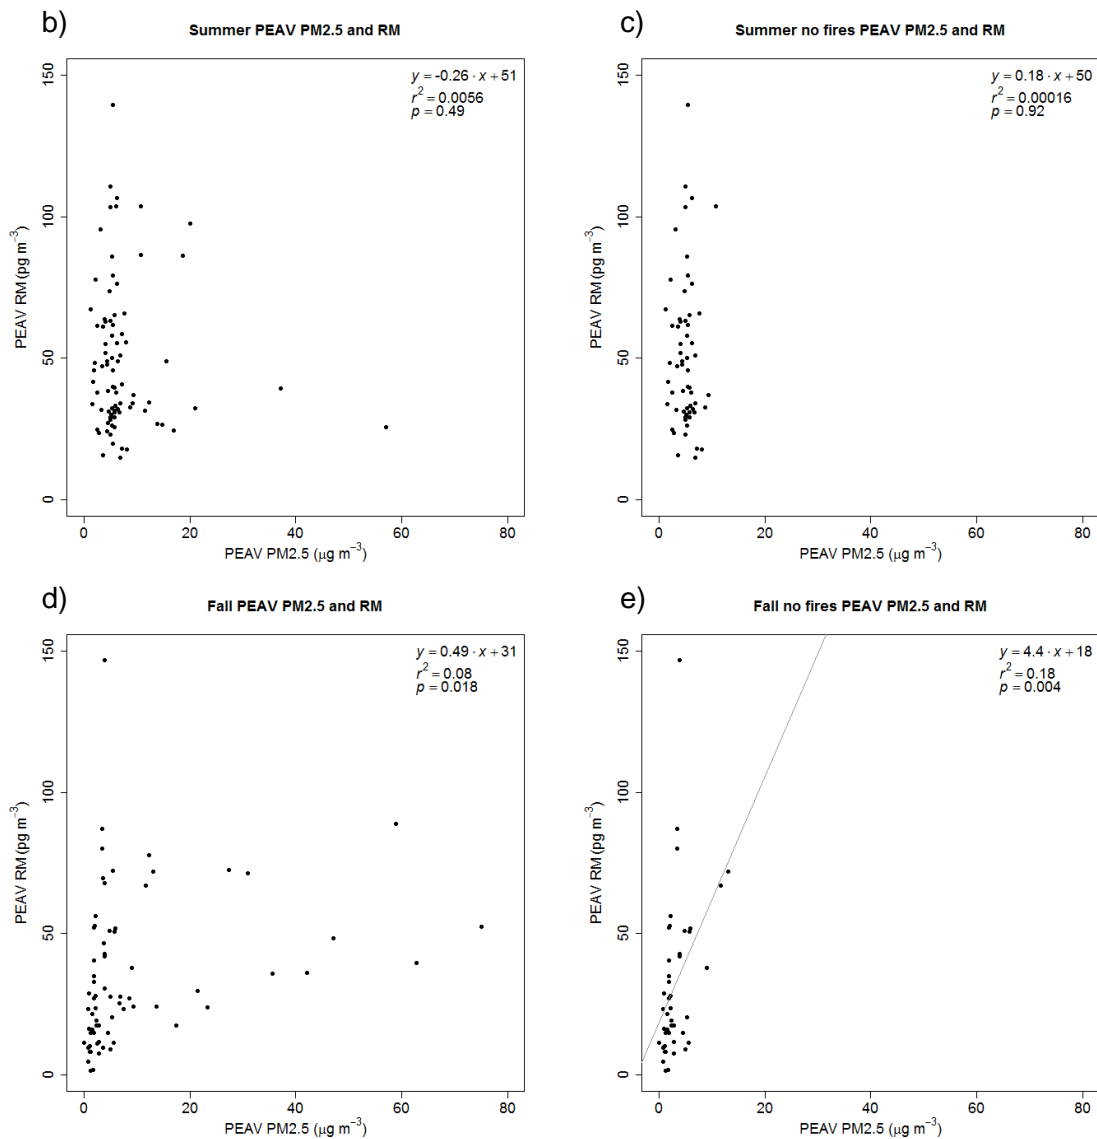 b)
Summer PEAV PM2.5 and RM
y = -0.26 · x + 51
r² = 0.0056
p = 0.49
150
100
50
0
PEAV RM (pg m⁻³)
0 20 40 60 80
PEAV PM2.5 (µg m⁻³)
c)
Summer no fires PEAV PM2.5 and RM
y = 0.18 · x + 50
r² = 0.00016
p = 0.92
150
100
50
0
PEAV RM (pg m⁻³)
0 20 40 60 80
PEAV PM2.5 (µg m⁻³)
d)
Fall PEAV PM2.5 and RM
y = 0.49 · x + 31
r² = 0.08
p = 0.018
150
100
50
0
PEAV RM (pg m⁻³)
0 20 40 60 80
PEAV PM2.5 (µg m⁻³)
e)
Fall no fires PEAV PM2.5 and RM
y = 4.4 · x + 18
r² = 0.18
p = 0.004
150
100
50
0
PEAV RM (pg m⁻³)
0 20 40 60 80
PEAV PM2.5 (µg m⁻³)